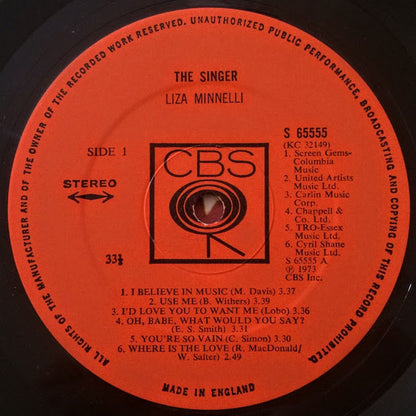 ALL RIGHTS OF THE MANUFACTURER AND OF THE OWNER OF THE RECORDED WORK RESERVED. UNAUTHORIZED PUBLIC PERFORMANCE, BROADCASTING AND COPYING OF THIS RECORD PROHIBITED.
THE SINGER
LIZA MINNELLI
S 65555
(KC 32149)
SIDE 1
STEREO
33⅓
CBS
1. Screen Gems-
Columbia
Music
2. United Artists
Music Ltd.
3. Carlin Music
Corp.
4. Chappell &
Co. Ltd.
5. TRO-Essex
Music Ltd.
6. Cyril Shane
Music Ltd.
S 65555 A
℗ 1973
CBS Inc.
1. I BELIEVE IN MUSIC (M. Davis) 3.37
2. USE ME (B. Withers) 3.39
3. I'D LOVE YOU TO WANT ME (Lobo) 3.36
4. OH, BABE, WHAT WOULD YOU SAY?
(E. S. Smith) 3.31
5. YOU'RE SO VAIN (C. Simon) 3.30
6. WHERE IS THE LOVE (R. MacDonald/
W. Salter) 2.49
MADE IN ENGLAND